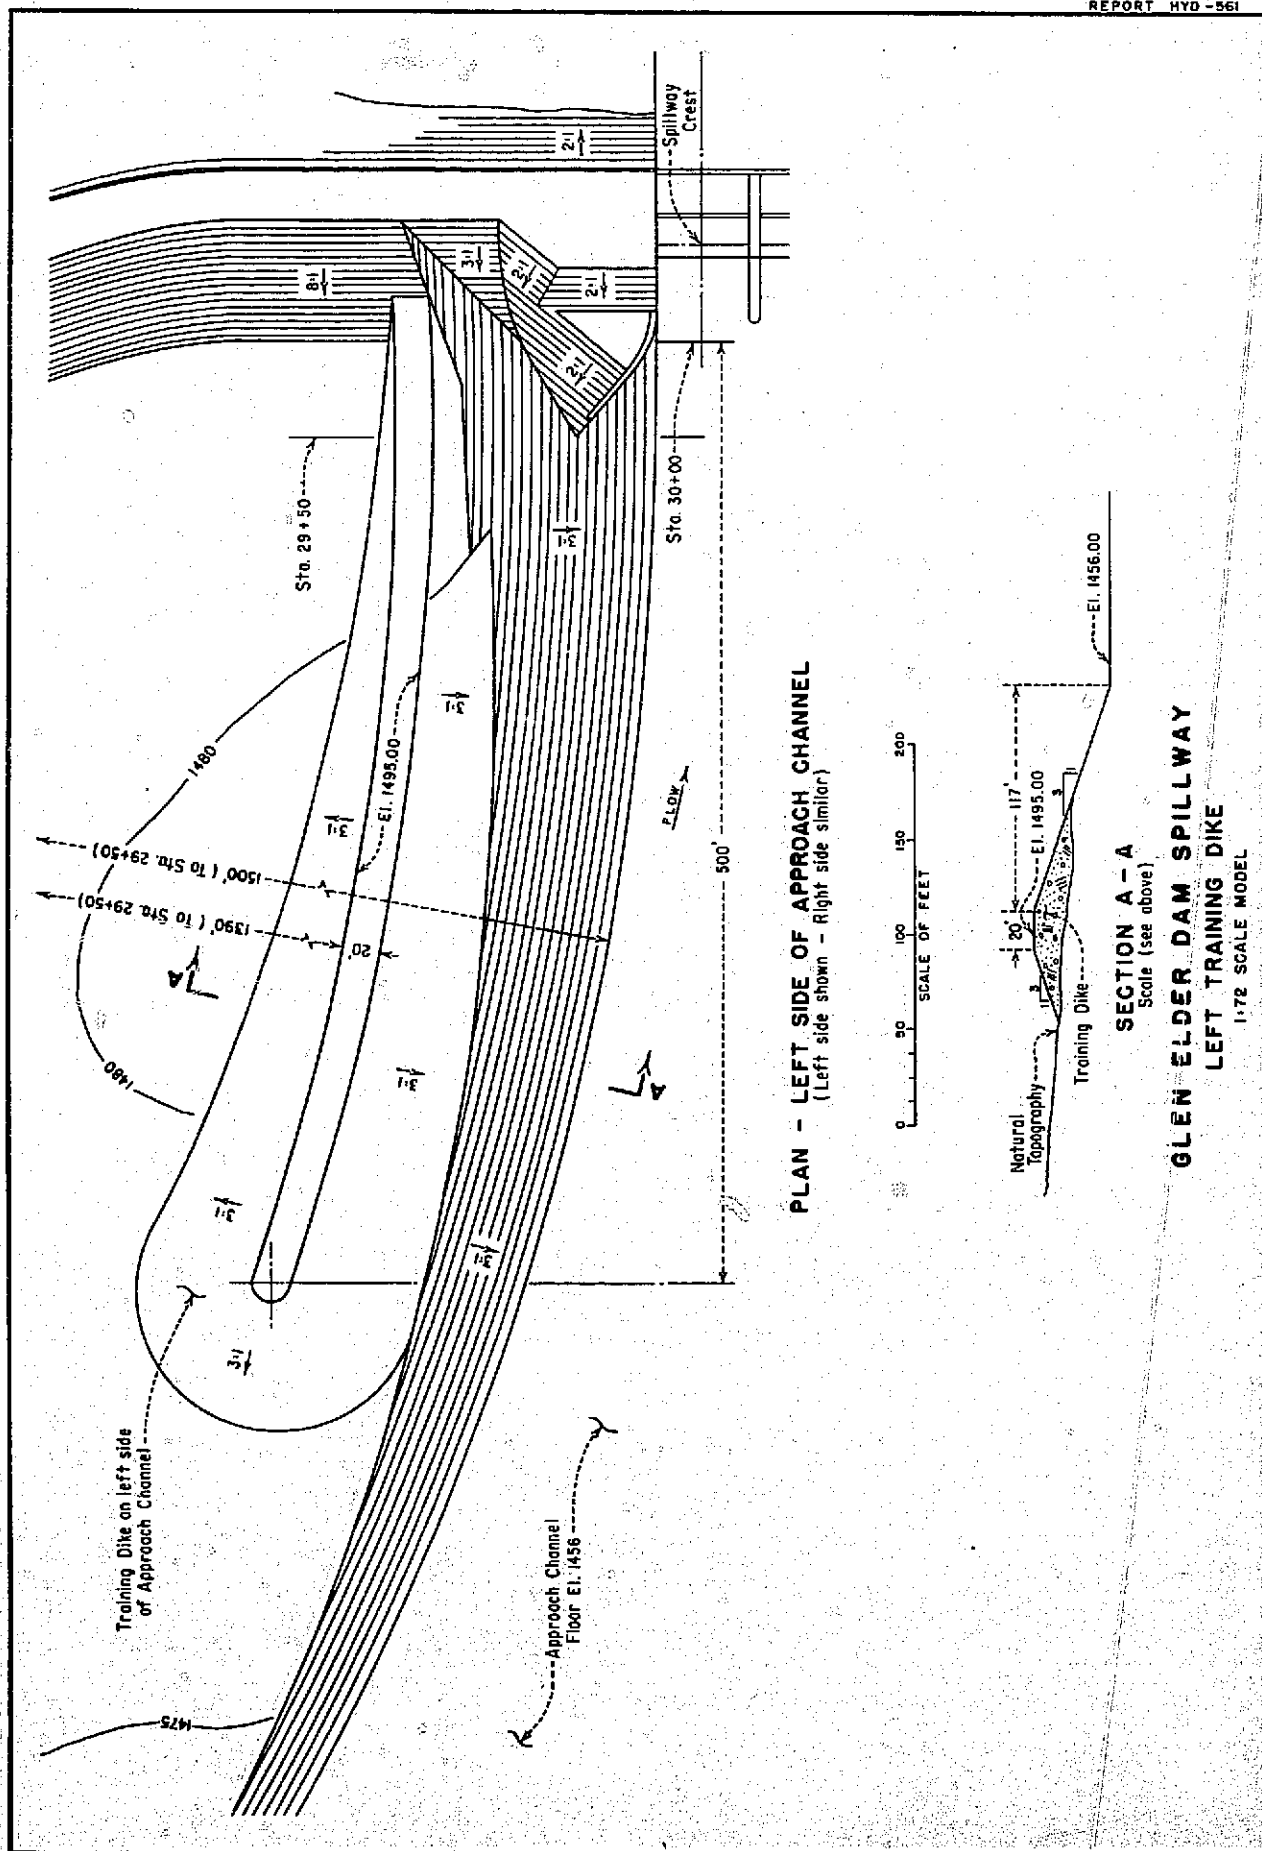 REPORT HYD-561
Spillway
Crest
2:1
8:1
3:1
2:1
2:1
2:1
Sta. 29+50
Sta. 30+00
3:1
1480
1500' (To Sta. 29+50)
1390' (To Sta. 29+50)
El. 1495.00
3:1
3:1
20'
A
1480
3:1
3:1
3:1
3:1
FLOW
500'
A
Training Dike on left side
of Approach Channel
Approach Channel
Floor El. 1456
1475
PLAN - LEFT SIDE OF APPROACH CHANNEL
(Left side shown - Right side similar)
0
50
100
150
200
SCALE OF FEET
Natural
Topography
20'
117'
El. 1495.00
El. 1456.00
3
1
3
1
Training Dike
SECTION A-A
Scale (see above)
GLEN ELDER DAM SPILLWAY
LEFT TRAINING DIKE
1:72 SCALE MODEL